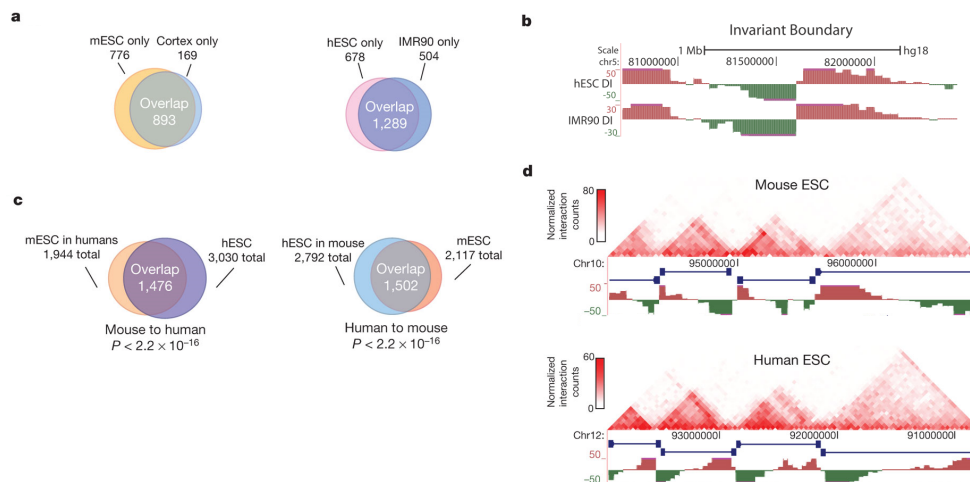 a
mESC only
776
Cortex only
169
Overlap
893
hESC only
678
IMR90 only
504
Overlap
1,289
b
Invariant Boundary
Scale
1 Mb
hg18
chr5:
81000000|
81500000|
82000000|
50
hESC DI
-50
30
IMR90 DI
-30
c
mESC in humans
1,944 total
hESC
3,030 total
Overlap
1,476
Mouse to human
P < 2.2 × 10⁻¹⁶
hESC in mouse
2,792 total
mESC
2,117 total
Overlap
1,502
Human to mouse
P < 2.2 × 10⁻¹⁶
d
Mouse ESC
Normalized
interaction
counts
80
0
Chr10:
95000000|
96000000|
50
−50
Human ESC
Normalized
interaction
counts
60
0
Chr12:
93000000|
92000000|
91000000|
50
−50